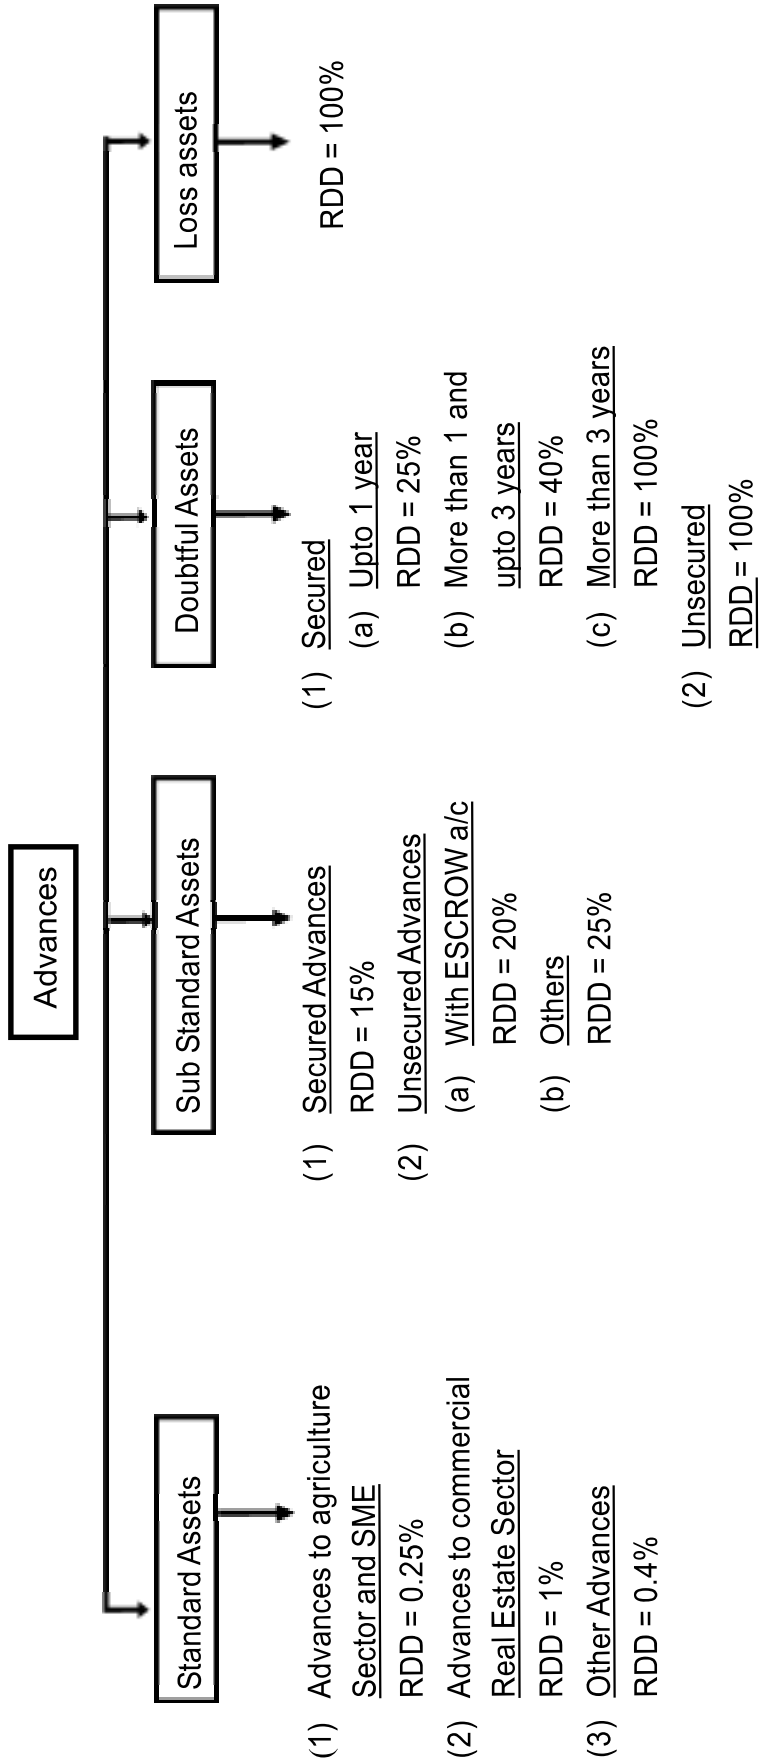 Advances
Standard Assets
(1) Advances to agriculture
Sector and SME
RDD = 0.25%
(2) Advances to commercial
Real Estate Sector
RDD = 1%
(3) Other Advances
RDD = 0.4%
Sub Standard Assets
(1) Secured Advances
RDD = 15%
(2) Unsecured Advances
(a) With ESCROW a/c
RDD = 20%
(b) Others
RDD = 25%
Doubtful Assets
(1) Secured
(a) Upto 1 year
RDD = 25%
(b) More than 1 and
upto 3 years
RDD = 40%
(c) More than 3 years
RDD = 100%
(2) Unsecured
RDD = 100%
Loss assets
RDD = 100%